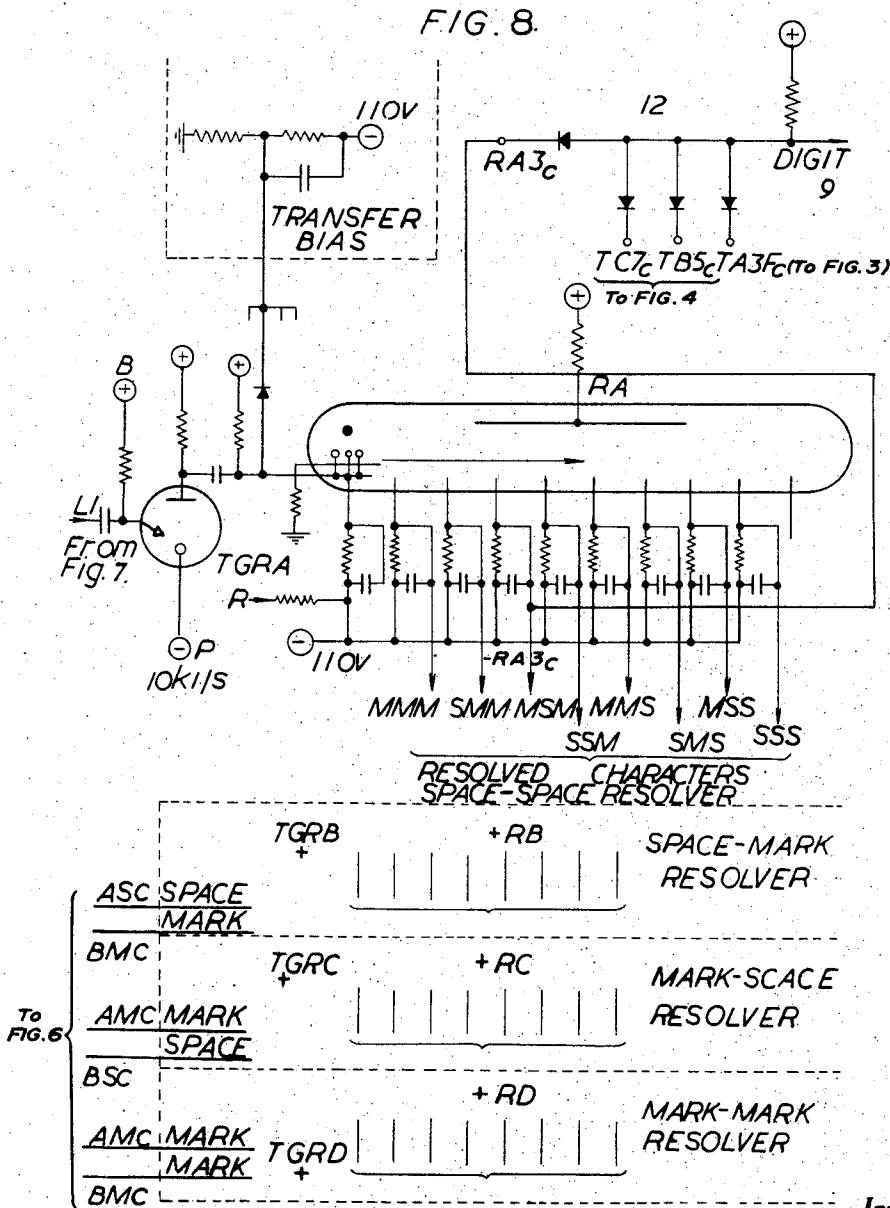 FIG. 8.
110V
TRANSFER
BIAS
12
RA3c
DIGIT
9
TC7c TB5c TA3Fc (TO FIG. 3)
TO FIG. 4
RA
B
L1
From
Fig. 7.
TGRA
R
P
10k1/s
110V
-RA3c
MMM SMM MSM MMS MSS
SSM SMS SSS
RESOLVED CHARACTERS
SPACE-SPACE RESOLVER
TGRB
+RB
SPACE-MARK
RESOLVER
ASC SPACE
MARK
BMC
TGRC
+RC
MARK-SCACE
RESOLVER
TO
FIG. 6
AMC MARK
SPACE
BSC
+RD
MARK-MARK
RESOLVER
AMC MARK
MARK
TGRD
BMC